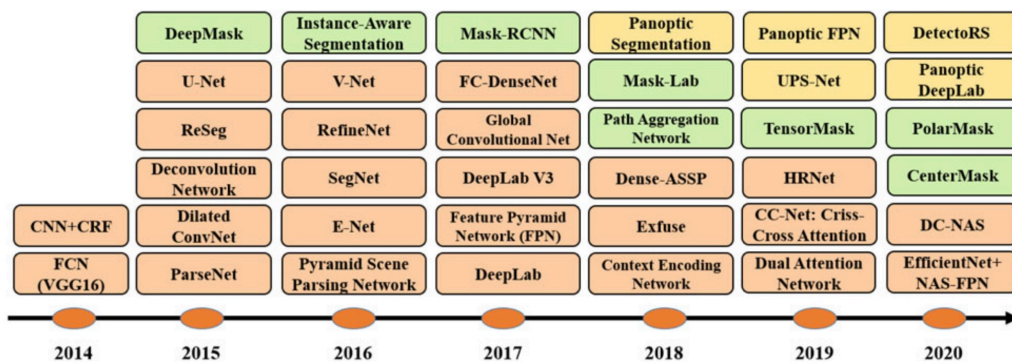 DeepMask
Instance-Aware
Segmentation
Mask-RCNN
Panoptic
Segmentation
Panoptic FPN
DetectoRS
U-Net
V-Net
FC-DenseNet
Mask-Lab
UPS-Net
Panoptic
DeepLab
ReSeg
RefineNet
Global
Convolutional Net
Path Aggregation
Network
TensorMask
PolarMask
Deconvolution
Network
SegNet
DeepLab V3
Dense-ASSP
HRNet
CenterMask
CNN+CRF
Dilated
ConvNet
E-Net
Feature Pyramid
Network (FPN)
Exfuse
CC-Net: Criss-
Cross Attention
DC-NAS
FCN
(VGG16)
ParseNet
Pyramid Scene
Parsing Network
DeepLab
Context Encoding
Network
Dual Attention
Network
EfficientNet+
NAS-FPN
2014
2015
2016
2017
2018
2019
2020